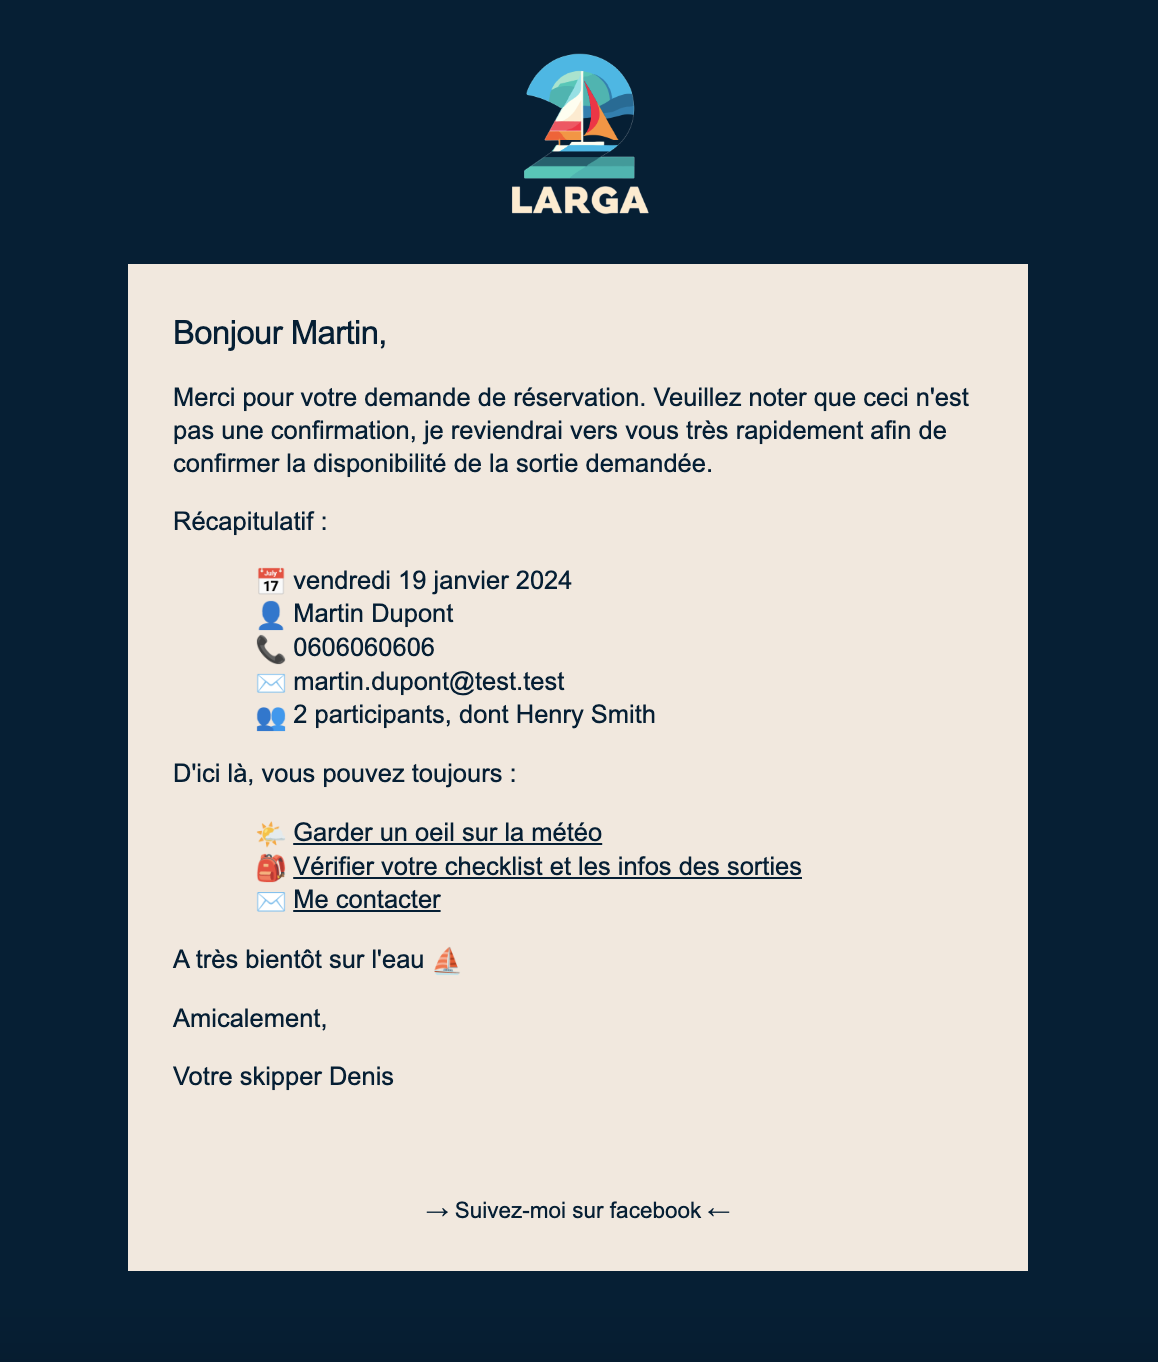 2
LARGA
Bonjour Martin,
Merci pour votre demande de réservation. Veuillez noter que ceci n'est
pas une confirmation, je reviendrai vers vous très rapidement afin de
confirmer la disponibilité de la sortie demandée.
Récapitulatif :
📅 vendredi 19 janvier 2024
👤 Martin Dupont
📞 0606060606
✉️ martin.dupont@test.test
👥 2 participants, dont Henry Smith
D'ici là, vous pouvez toujours :
🌤️ Garder un oeil sur la météo
🎒 Vérifier votre checklist et les infos des sorties
✉️ Me contacter
A très bientôt sur l'eau ⛵
Amicalement,
Votre skipper Denis
→ Suivez-moi sur facebook ←